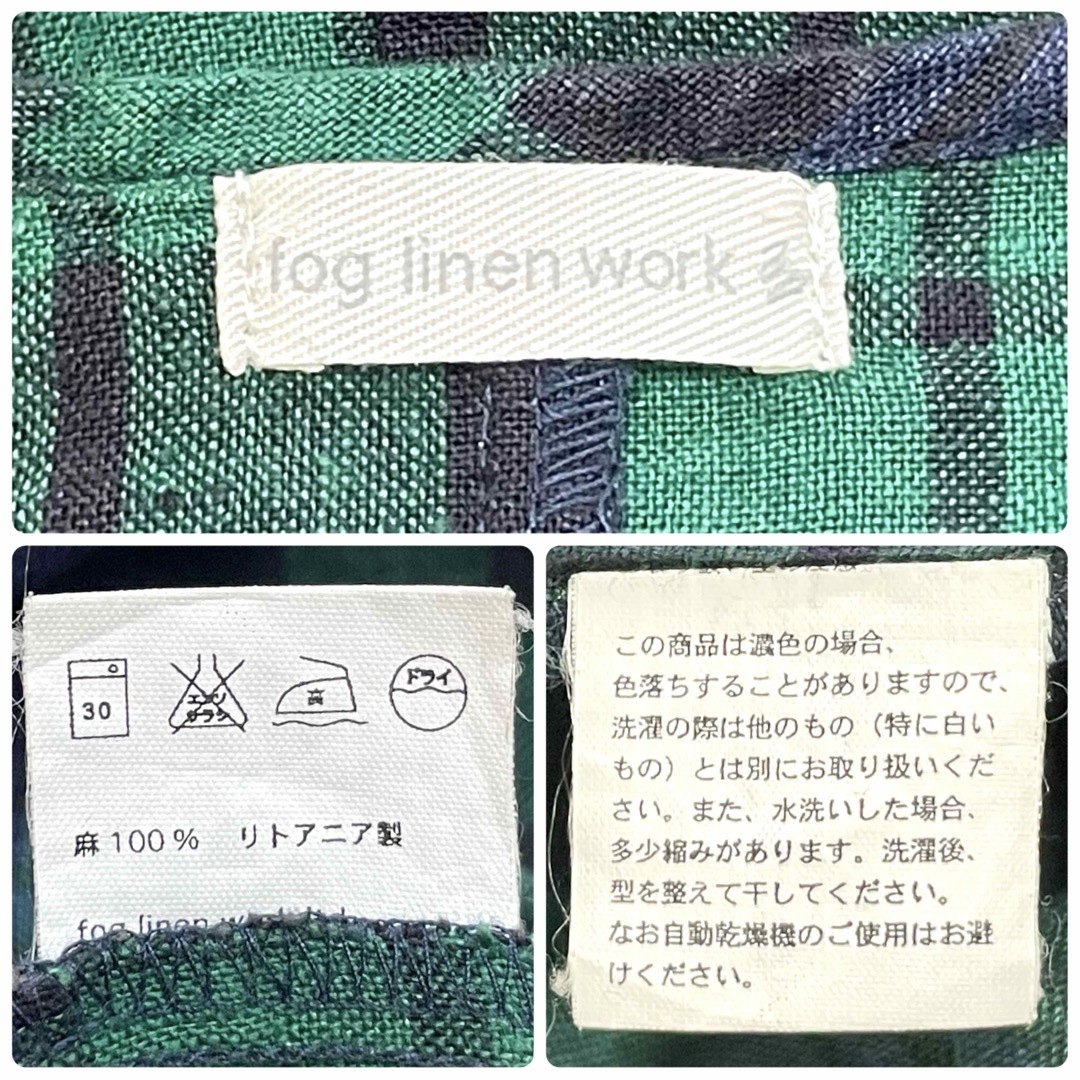 fog linen work
30
エンソ
サラシ
高
ドライ
麻100% リトアニア製
fog linen work
この商品は濃色の場合、
色落ちすることがありますので、
洗濯の際は他のもの（特に白い
もの）とは別にお取り扱いくだ
さい。また、水洗いした場合、
多少縮みがあります。洗濯後、
型を整えて干してください。
なお自動乾燥機のご使用はお避
けください。